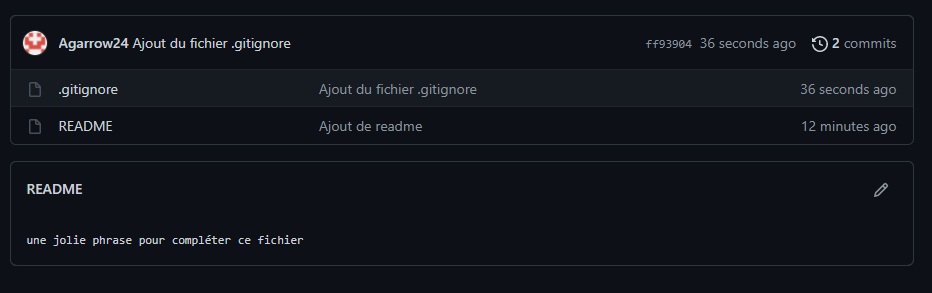 Agarrow24 Ajout du fichier .gitignore ff93904 36 seconds ago 2 commits
.gitignore Ajout du fichier .gitignore 36 seconds ago
README Ajout de readme 12 minutes ago
README
une jolie phrase pour compléter ce fichier